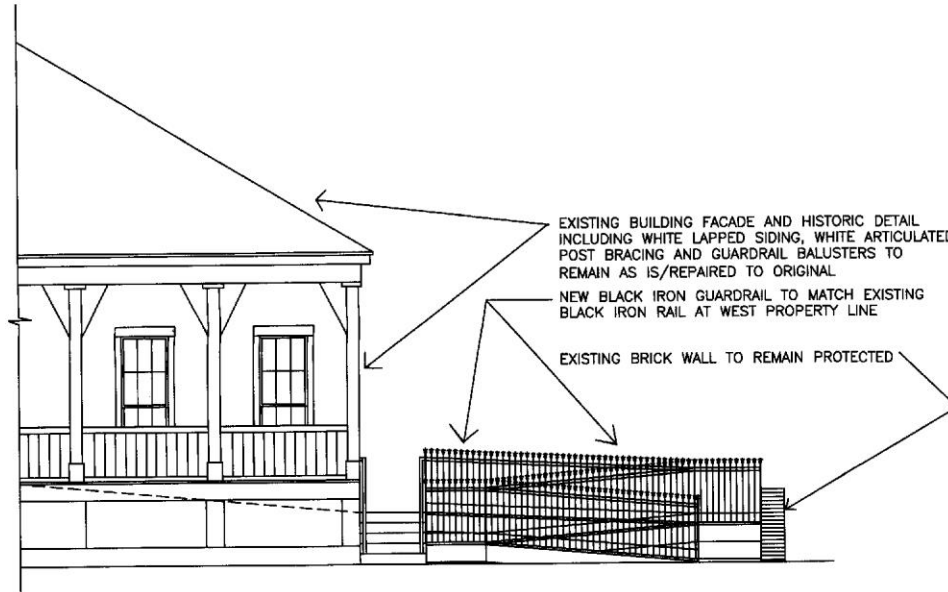 EXISTING BUILDING FACADE AND HISTORIC DETAIL
INCLUDING WHITE LAPPED SIDING, WHITE ARTICULATED
POST BRACING AND GUARDRAIL BALUSTERS TO
REMAIN AS IS/REPAIRED TO ORIGINAL
NEW BLACK IRON GUARDRAIL TO MATCH EXISTING
BLACK IRON RAIL AT WEST PROPERTY LINE
EXISTING BRICK WALL TO REMAIN PROTECTED